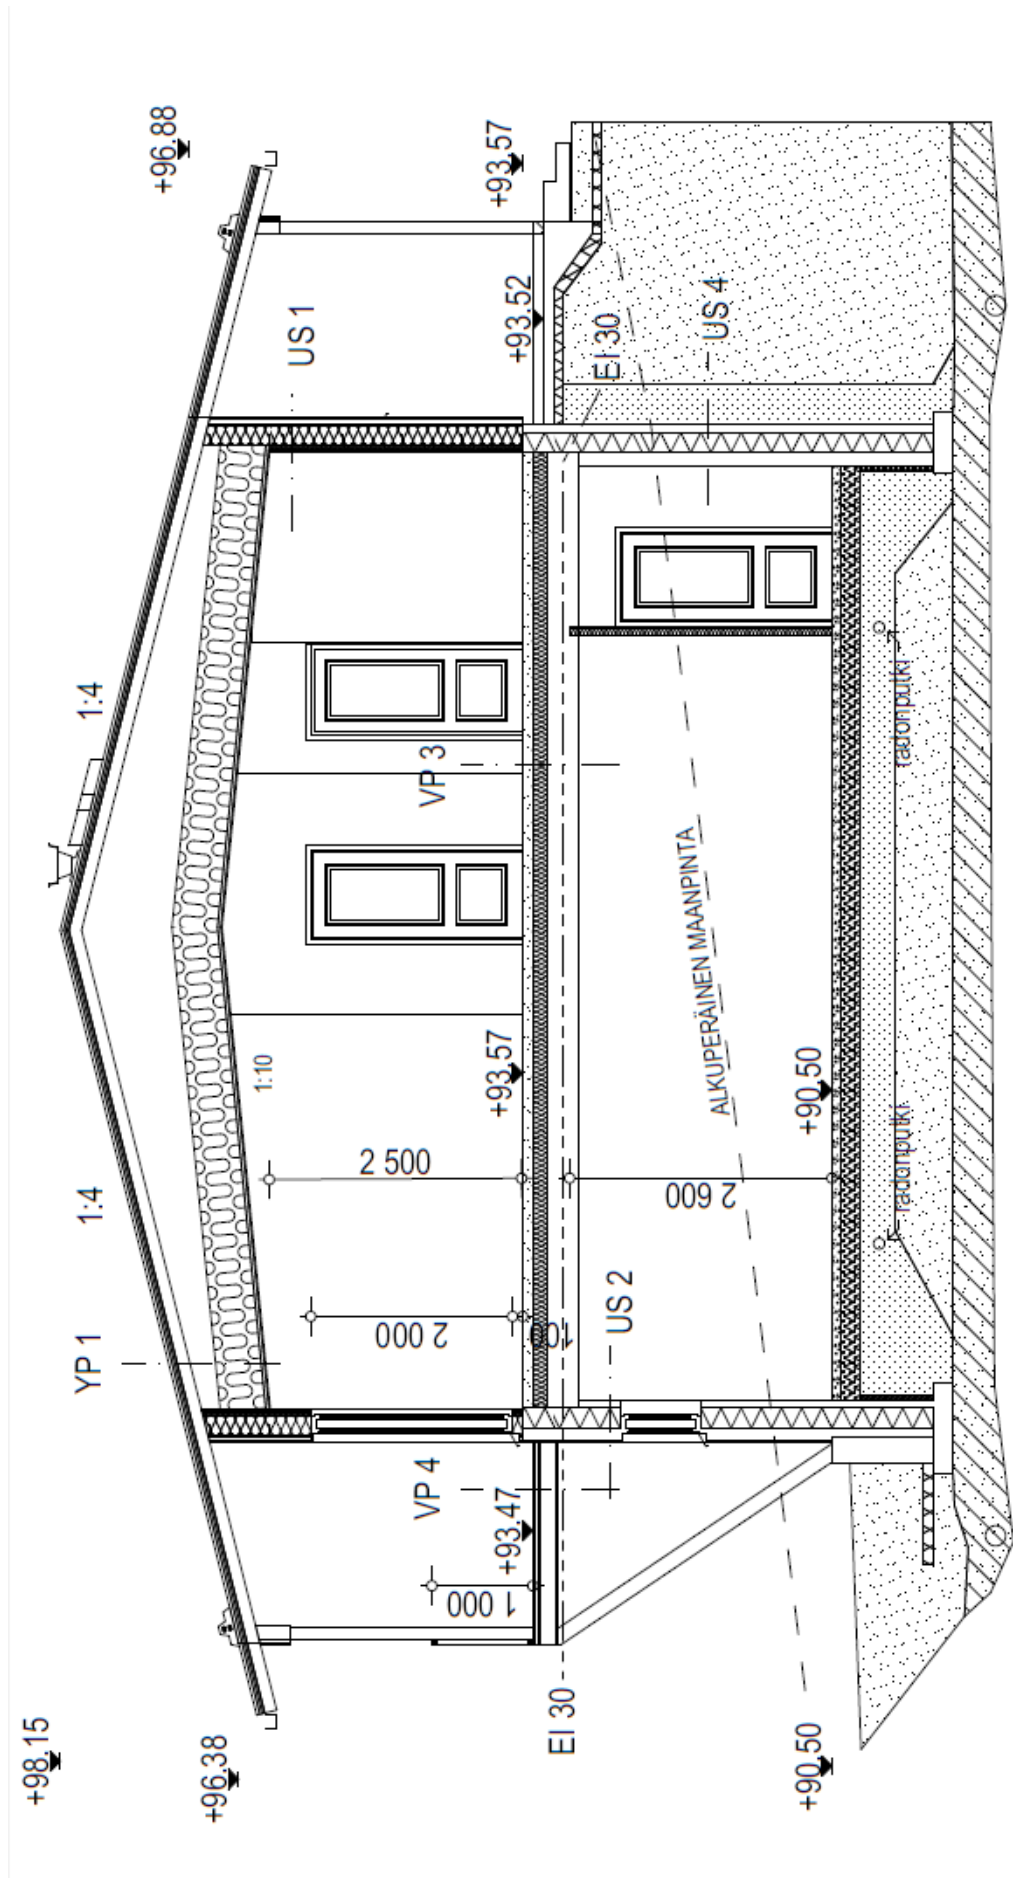 +98.15
+96.38
YP 1
1:4
1:4
+96.88
1:10
US 1
2 500
2 000
100
VP 3
+93.57
+93.57
+93.52
VP 4
+93.47
1 000
EI 30
EI 30
US 2
US 4
2 600
ALKUPERÄINEN MAANPINTA
+90.50
+90.50
radonputki
radonputki